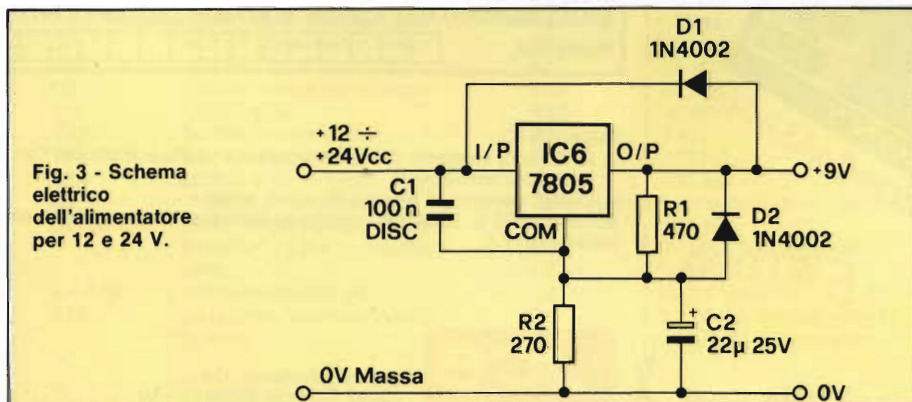 Fig. 3 - Schema
elettrico
dell'alimentatore
per 12 e 24 V.
D1
1N4002
+12 ÷
+24Vcc
I/P
IC6
7805
O/P
+9V
C1
100 n
DISC
COM
R1
470
D2
1N4002
R2
270
+
C2
22µ 25V
0V Massa
0V